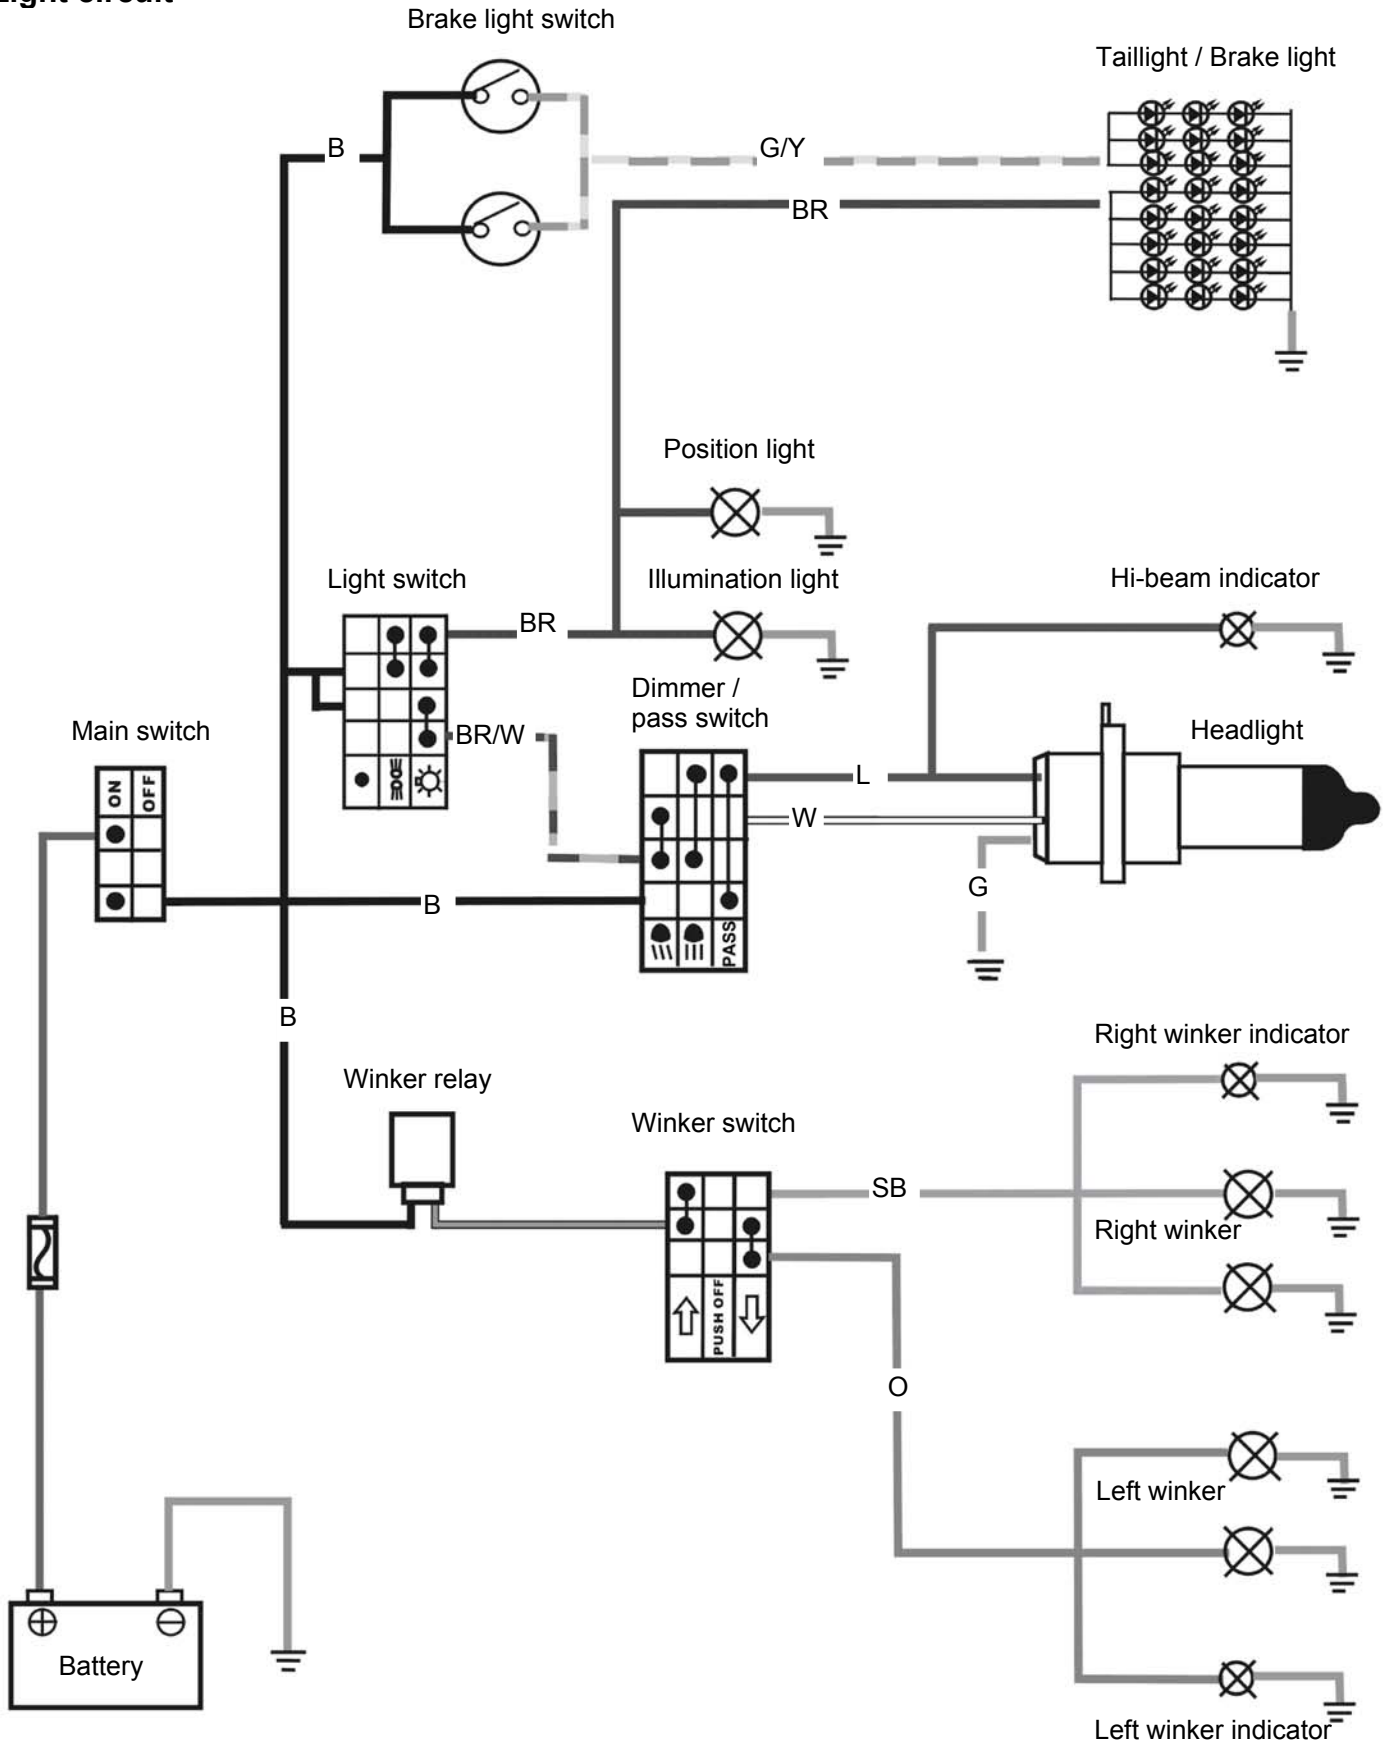 Light circuit
Brake light switch
Taillight / Brake light
B
G/Y
BR
Position light
Light switch
Illumination light
Hi-beam indicator
BR
Dimmer /
pass switch
Main switch
BR/W
Headlight
ON
OFF
L
W
G
B
PASS
B
Right winker indicator
Winker relay
Winker switch
SB
Right winker
PUSH OFF
O
Left winker
Battery
Left winker indicator